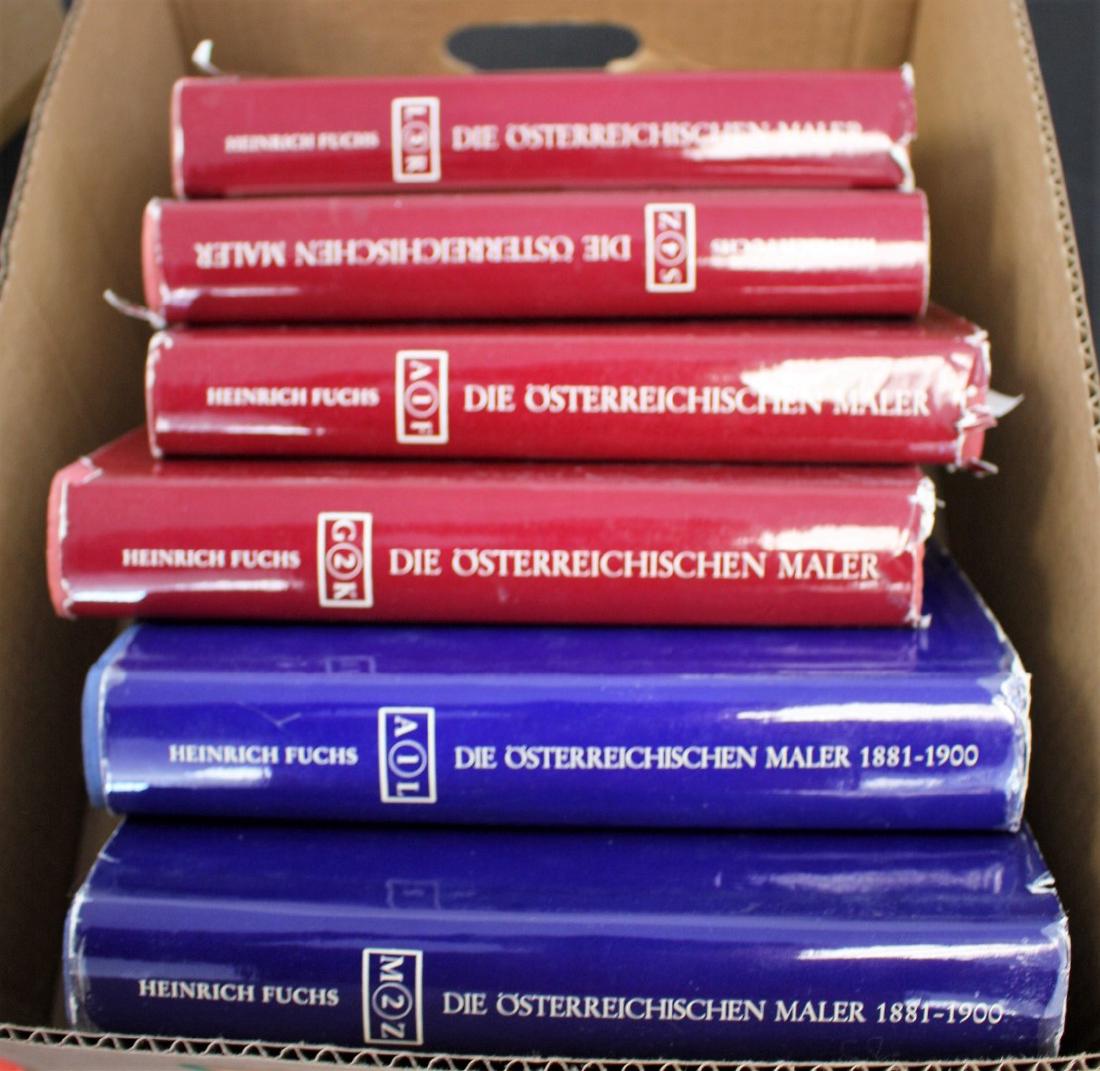 HEINRICH FUCHS L 3 R DIE ÖSTERREICHISCHEN MALER
HEINRICH FUCHS S 4 Z DIE ÖSTERREICHISCHEN MALER
HEINRICH FUCHS A 1 F DIE ÖSTERREICHISCHEN MALER
HEINRICH FUCHS G 2 K DIE ÖSTERREICHISCHEN MALER
HEINRICH FUCHS A 1 L DIE ÖSTERREICHISCHEN MALER 1881-1900
HEINRICH FUCHS M 2 Z DIE ÖSTERREICHISCHEN MALER 1881-1900